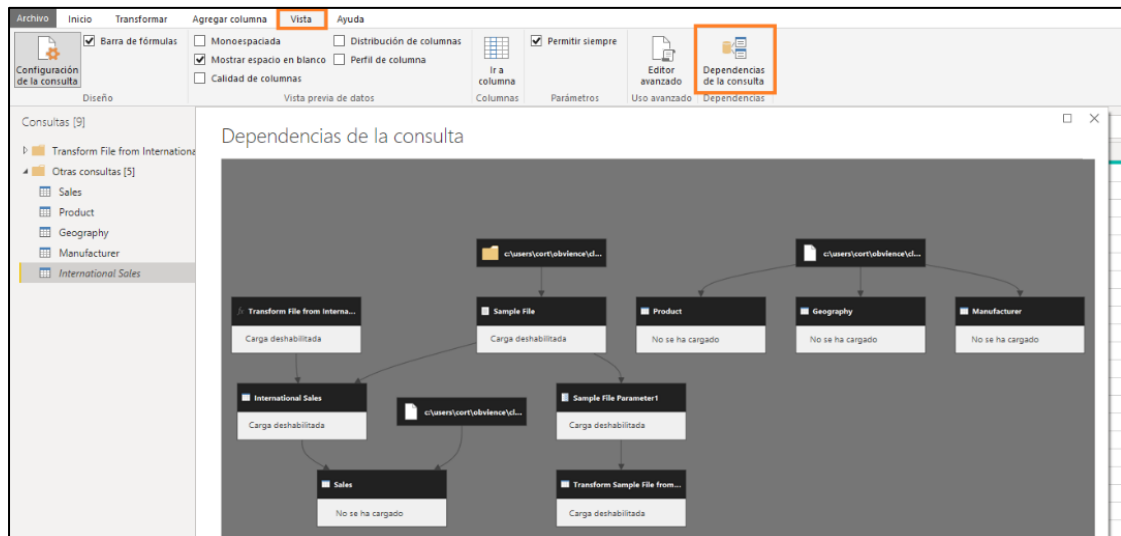 Archivo Inicio Transformar Agregar columna Vista Ayuda
Barra de fórmulas
Monoespaciada
Distribución de columnas
Permitir siempre
Mostrar espacio en blanco
Perfil de columna
Calidad de columnas
Configuración
de la consulta
Ir a
columna
Editor
avanzado
Dependencias
de la consulta
Diseño
Vista previa de datos
Columnas
Parámetros
Uso avanzado
Dependencias
Consultas [9]
Transform File from Internationa
Otras consultas [5]
Sales
Product
Geography
Manufacturer
International Sales
Dependencias de la consulta
c:\users\cort\obvience\cl...
c:\users\cort\obvience\cl...
fx Transform File from Interna...
Carga deshabilitada
Sample File
Carga deshabilitada
Product
No se ha cargado
Geography
No se ha cargado
Manufacturer
No se ha cargado
International Sales
Carga deshabilitada
c:\users\cort\obvience\cl...
Sample File Parameter1
Carga deshabilitada
Sales
No se ha cargado
Transform Sample File from...
Carga deshabilitada